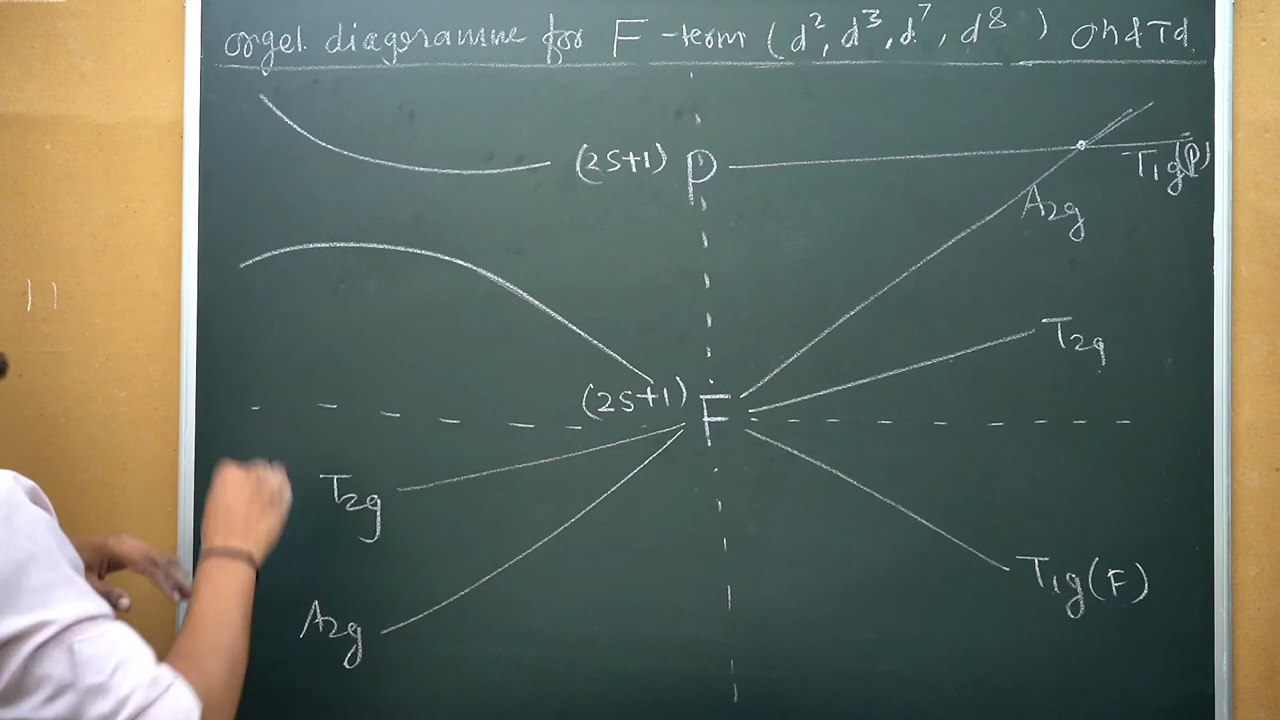 orgel diagramme for F-term (d², d³, d⁷, d⁸) Oh d Td
(2S+1) P
T₁g(P)
A₂g
T₂g
(2S+1) F
T₂g
T₁g(F)
A₂g